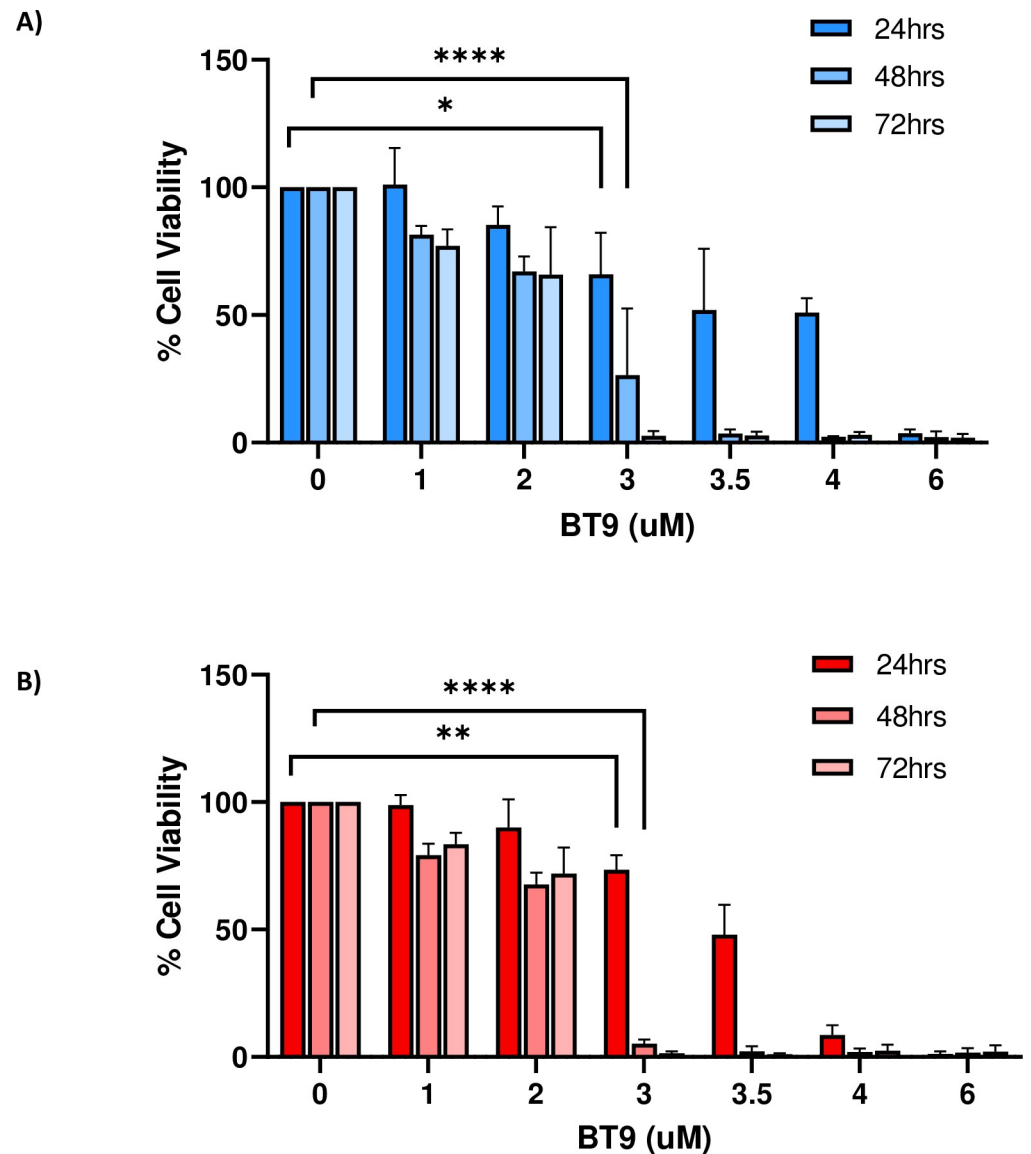 A)
24hrs
48hrs
72hrs
150
100
50
0
% Cell Viability
****
*
0 1 2 3 3.5 4 6
BT9 (uM)
B)
24hrs
48hrs
72hrs
150
100
50
0
% Cell Viability
****
**
0 1 2 3 3.5 4 6
BT9 (uM)